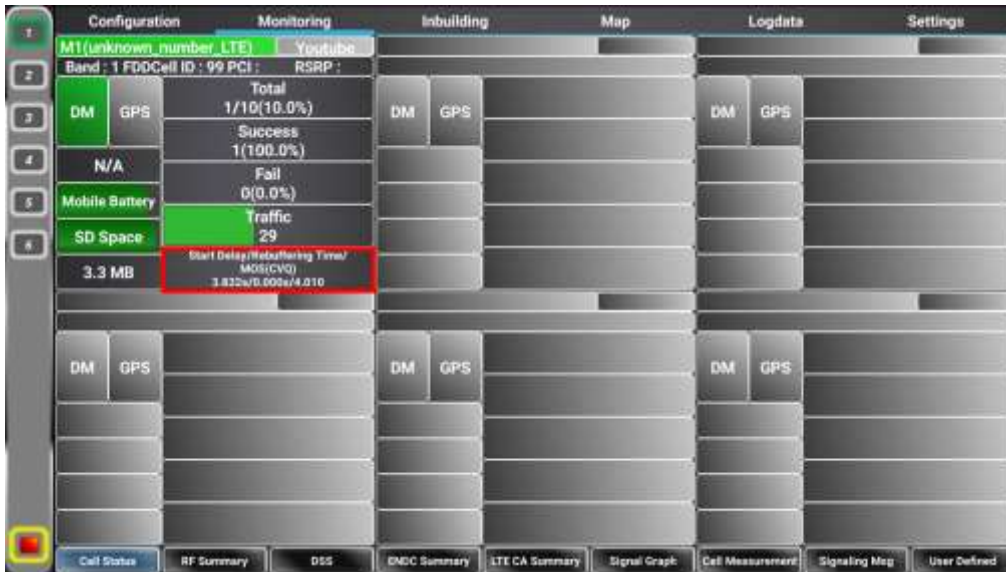 Configuration Monitoring Inbuilding Map Logdata Settings
1
2
3
4
5
6
M1(unknown_number_LTE) Youtube
Band : 1 FDDCell ID : 99 PCI : RSRP :
DM GPS
N/A
Mobile Battery
SD Space
3.3 MB
Total
1/10(10.0%)
Success
1(100.0%)
Fail
0(0.0%)
Traffic
29
Start Delay/Rebuffering Time/
MOS(CVQ)
3.832s/0.000s/4.010
DM GPS
DM GPS
DM GPS
DM GPS
DM GPS
Call Status RF Summary DSS ENDC Summary LTE CA Summary Signal Graph Cell Measurement Signaling Msg User Defined